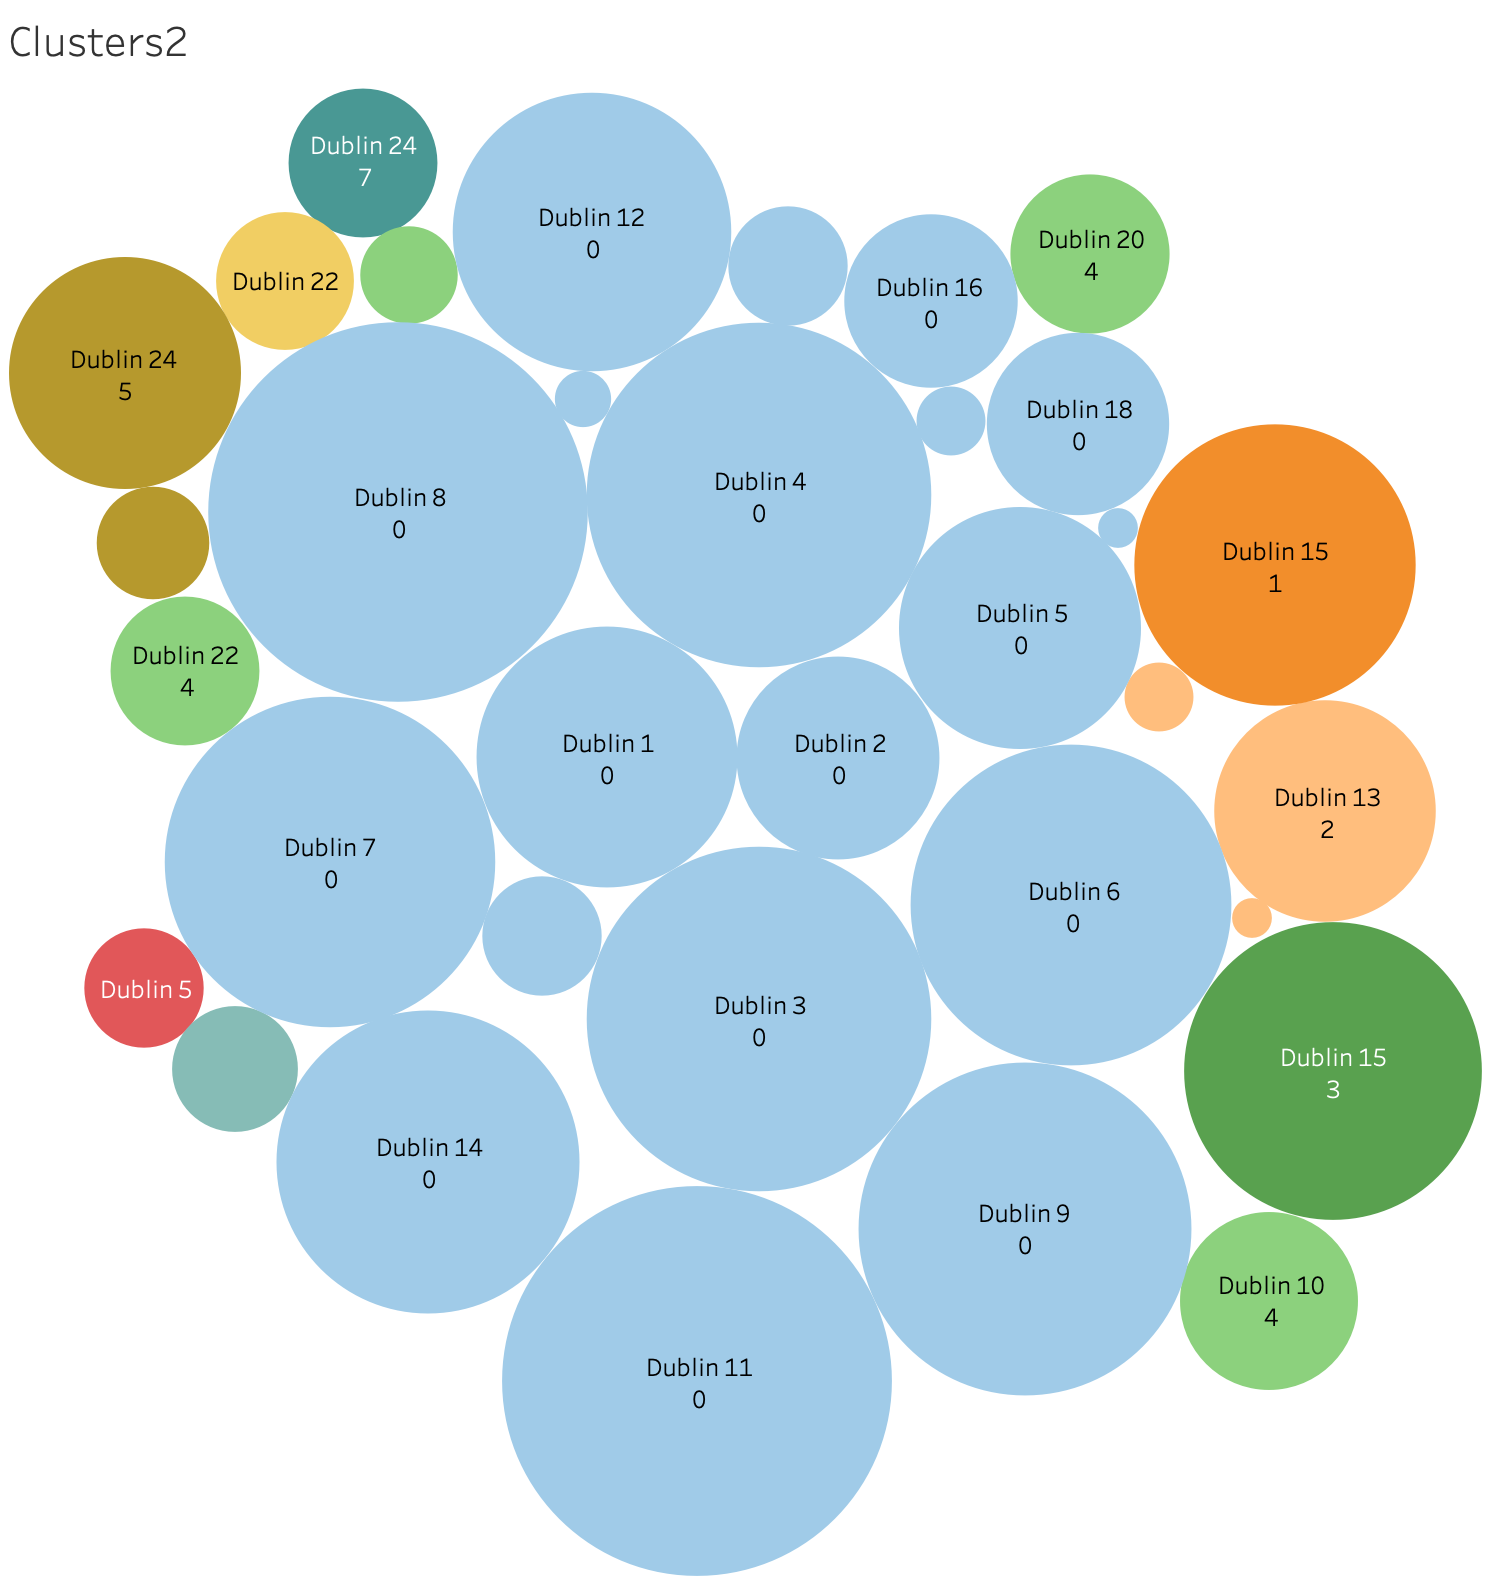 Clusters2
Dublin 24
7
Dublin 12
0
Dublin 20
4
Dublin 22
Dublin 16
0
Dublin 24
5
Dublin 18
0
Dublin 8
0
Dublin 4
0
Dublin 15
1
Dublin 5
0
Dublin 22
4
Dublin 1
0
Dublin 2
0
Dublin 13
2
Dublin 7
0
Dublin 6
0
Dublin 5
Dublin 3
0
Dublin 15
3
Dublin 14
0
Dublin 9
0
Dublin 10
4
Dublin 11
0